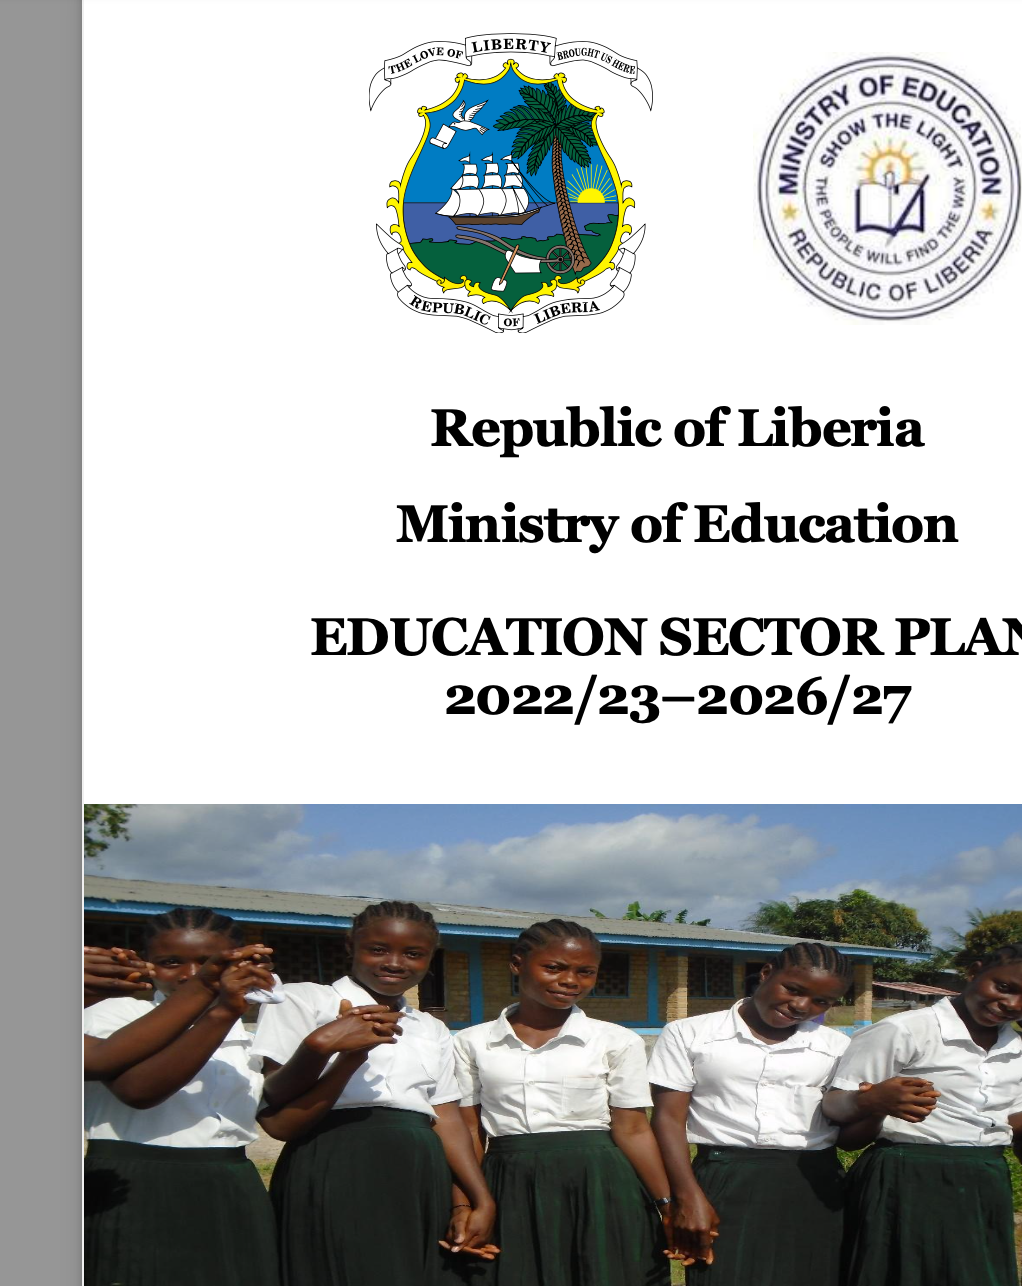 THE LOVE OF LIBERTY BROUGHT US HERE
REPUBLIC OF LIBERIA
MINISTRY OF EDUCATION
SHOW THE LIGHT
THE PEOPLE WILL FIND THE WAY
REPUBLIC OF LIBERIA
Republic of Liberia
Ministry of Education
EDUCATION SECTOR PLAN
2022/23–2026/27